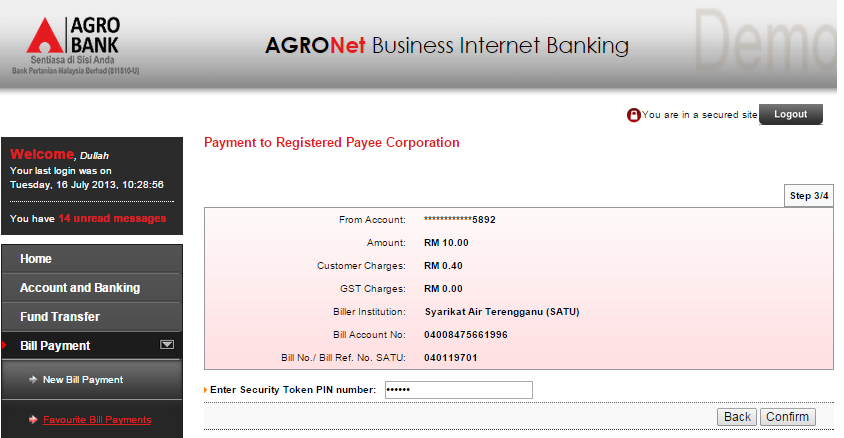 AGRO
BANK
Sentiasa di Sisi Anda
Bank Pertanian Malaysia Berhad (811810-U)
AGRONet Business Internet Banking
Demo
You are in a secured site
Logout
Welcome, Dullah
Your last login was on
Tuesday, 16 July 2013, 10:28:56
You have 14 unread messages
Home
Account and Banking
Fund Transfer
Bill Payment
New Bill Payment
Favourite Bill Payments
Payment to Registered Payee Corporation
Step 3/4
From Account: ************5892
Amount: RM 10.00
Customer Charges: RM 0.40
GST Charges: RM 0.00
Biller Institution: Syarikat Air Terengganu (SATU)
Bill Account No: 04008475661996
Bill No./ Bill Ref. No. SATU: 040119701
Enter Security Token PIN number: ••••••
Back Confirm